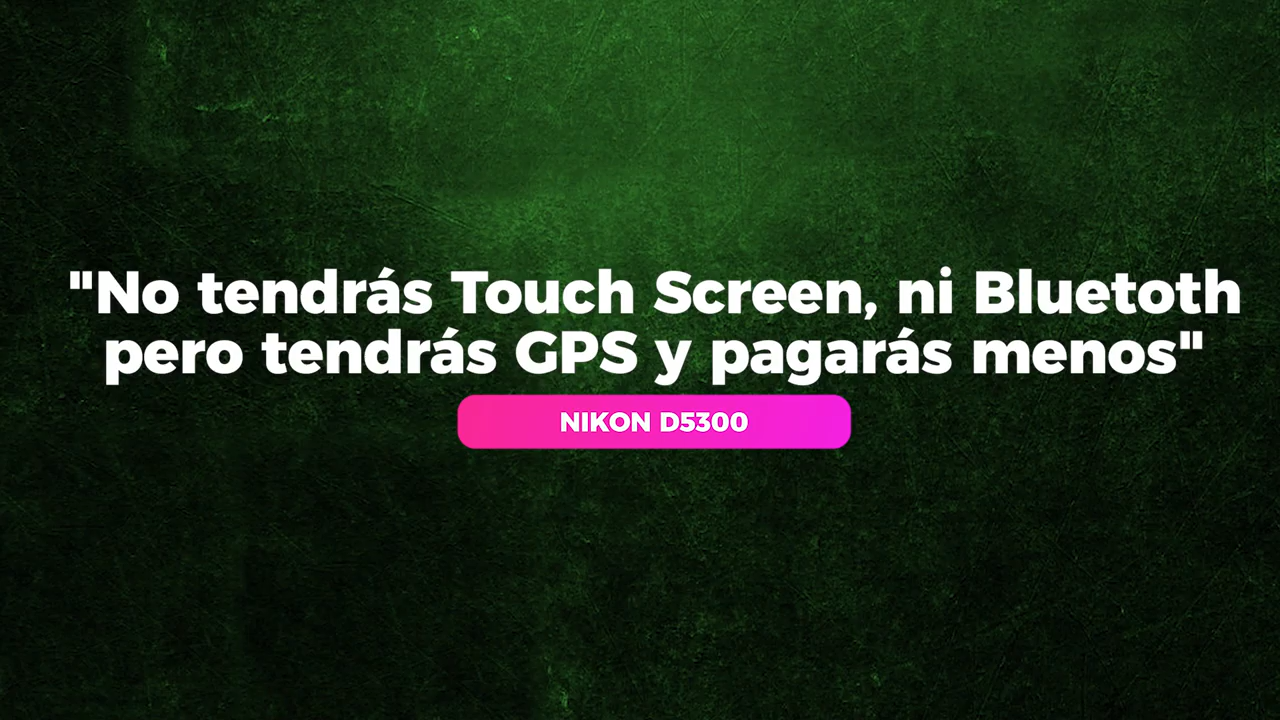 "No tendrás Touch Screen, ni Bluetoth
pero tendrás GPS y pagarás menos"
NIKON D5300